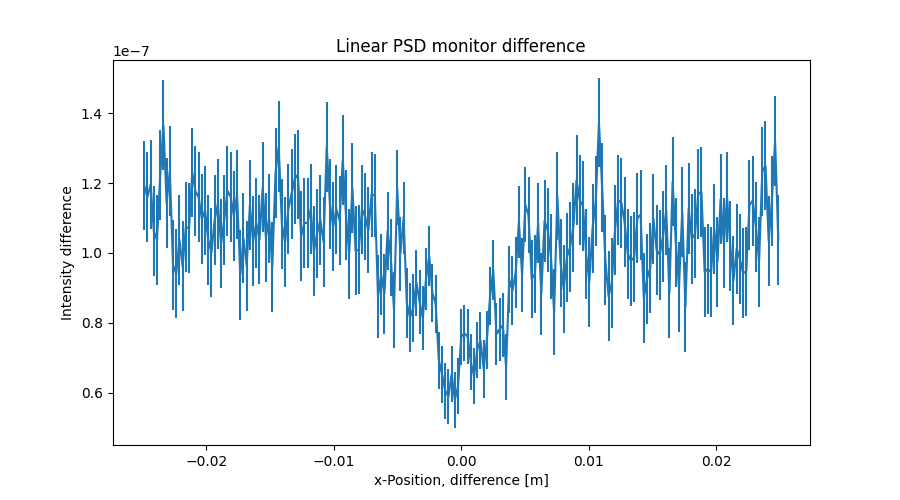 Linear PSD monitor difference
1e−7
1.4
1.2
1.0
0.8
0.6
Intensity difference
−0.02 −0.01 0.00 0.01 0.02
x-Position, difference [m]